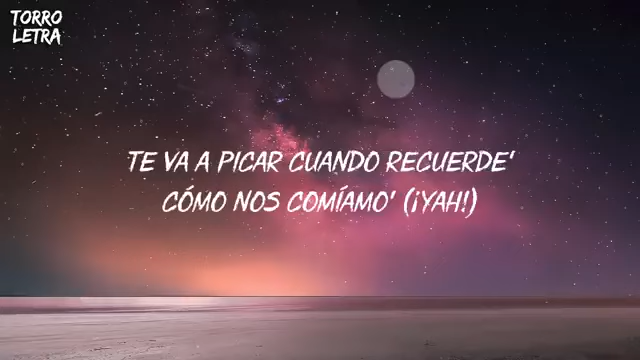 TORRO
LETRA
TE VA A PICAR CUANDO RECUERDE'
CÓMO NOS COMÍAMO' (¡YAH!)